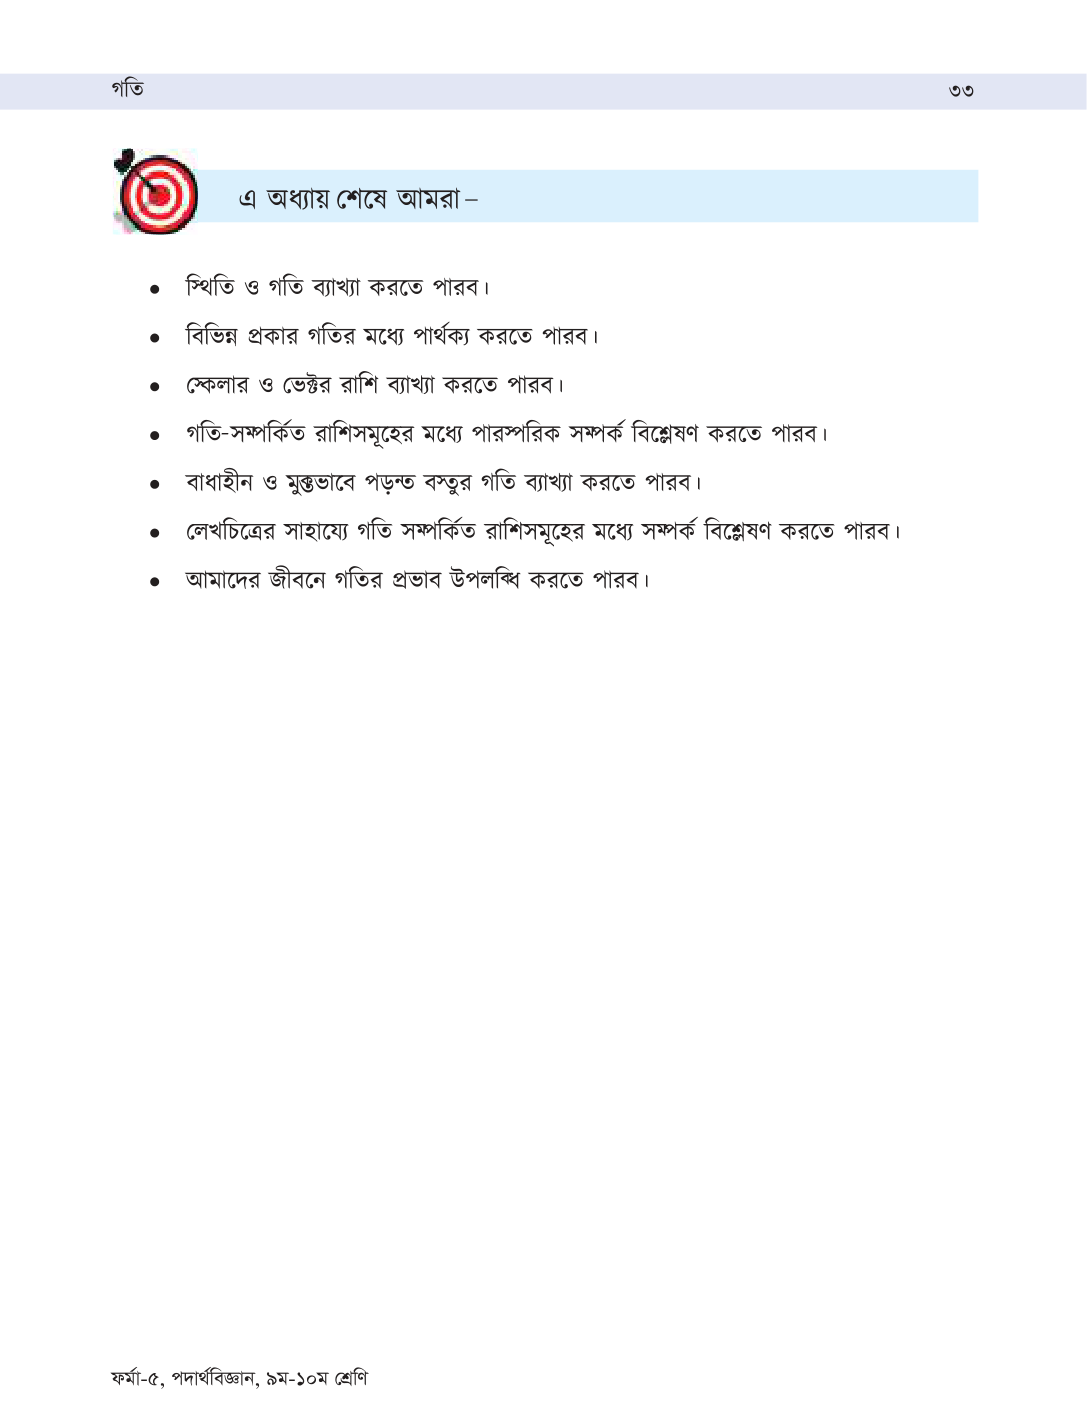 গতি ৩৩
এ অধ্যায় শেষে আমরা –
● স্থিতি ও গতি ব্যাখ্যা করতে পারব।
● বিভিন্ন প্রকার গতির মধ্যে পার্থক্য করতে পারব।
● স্কেলার ও ভেক্টর রাশি ব্যাখ্যা করতে পারব।
● গতি-সম্পর্কিত রাশিসমূহের মধ্যে পারস্পরিক সম্পর্ক বিশ্লেষণ করতে পারব।
● বাধাহীন ও মুক্তভাবে পড়ন্ত বস্তুর গতি ব্যাখ্যা করতে পারব।
● লেখচিত্রের সাহায্যে গতি সম্পর্কিত রাশিসমূহের মধ্যে সম্পর্ক বিশ্লেষণ করতে পারব।
● আমাদের জীবনে গতির প্রভাব উপলব্ধি করতে পারব।
ফর্মা-৫, পদার্থবিজ্ঞান, ৯ম-১০ম শ্রেণি